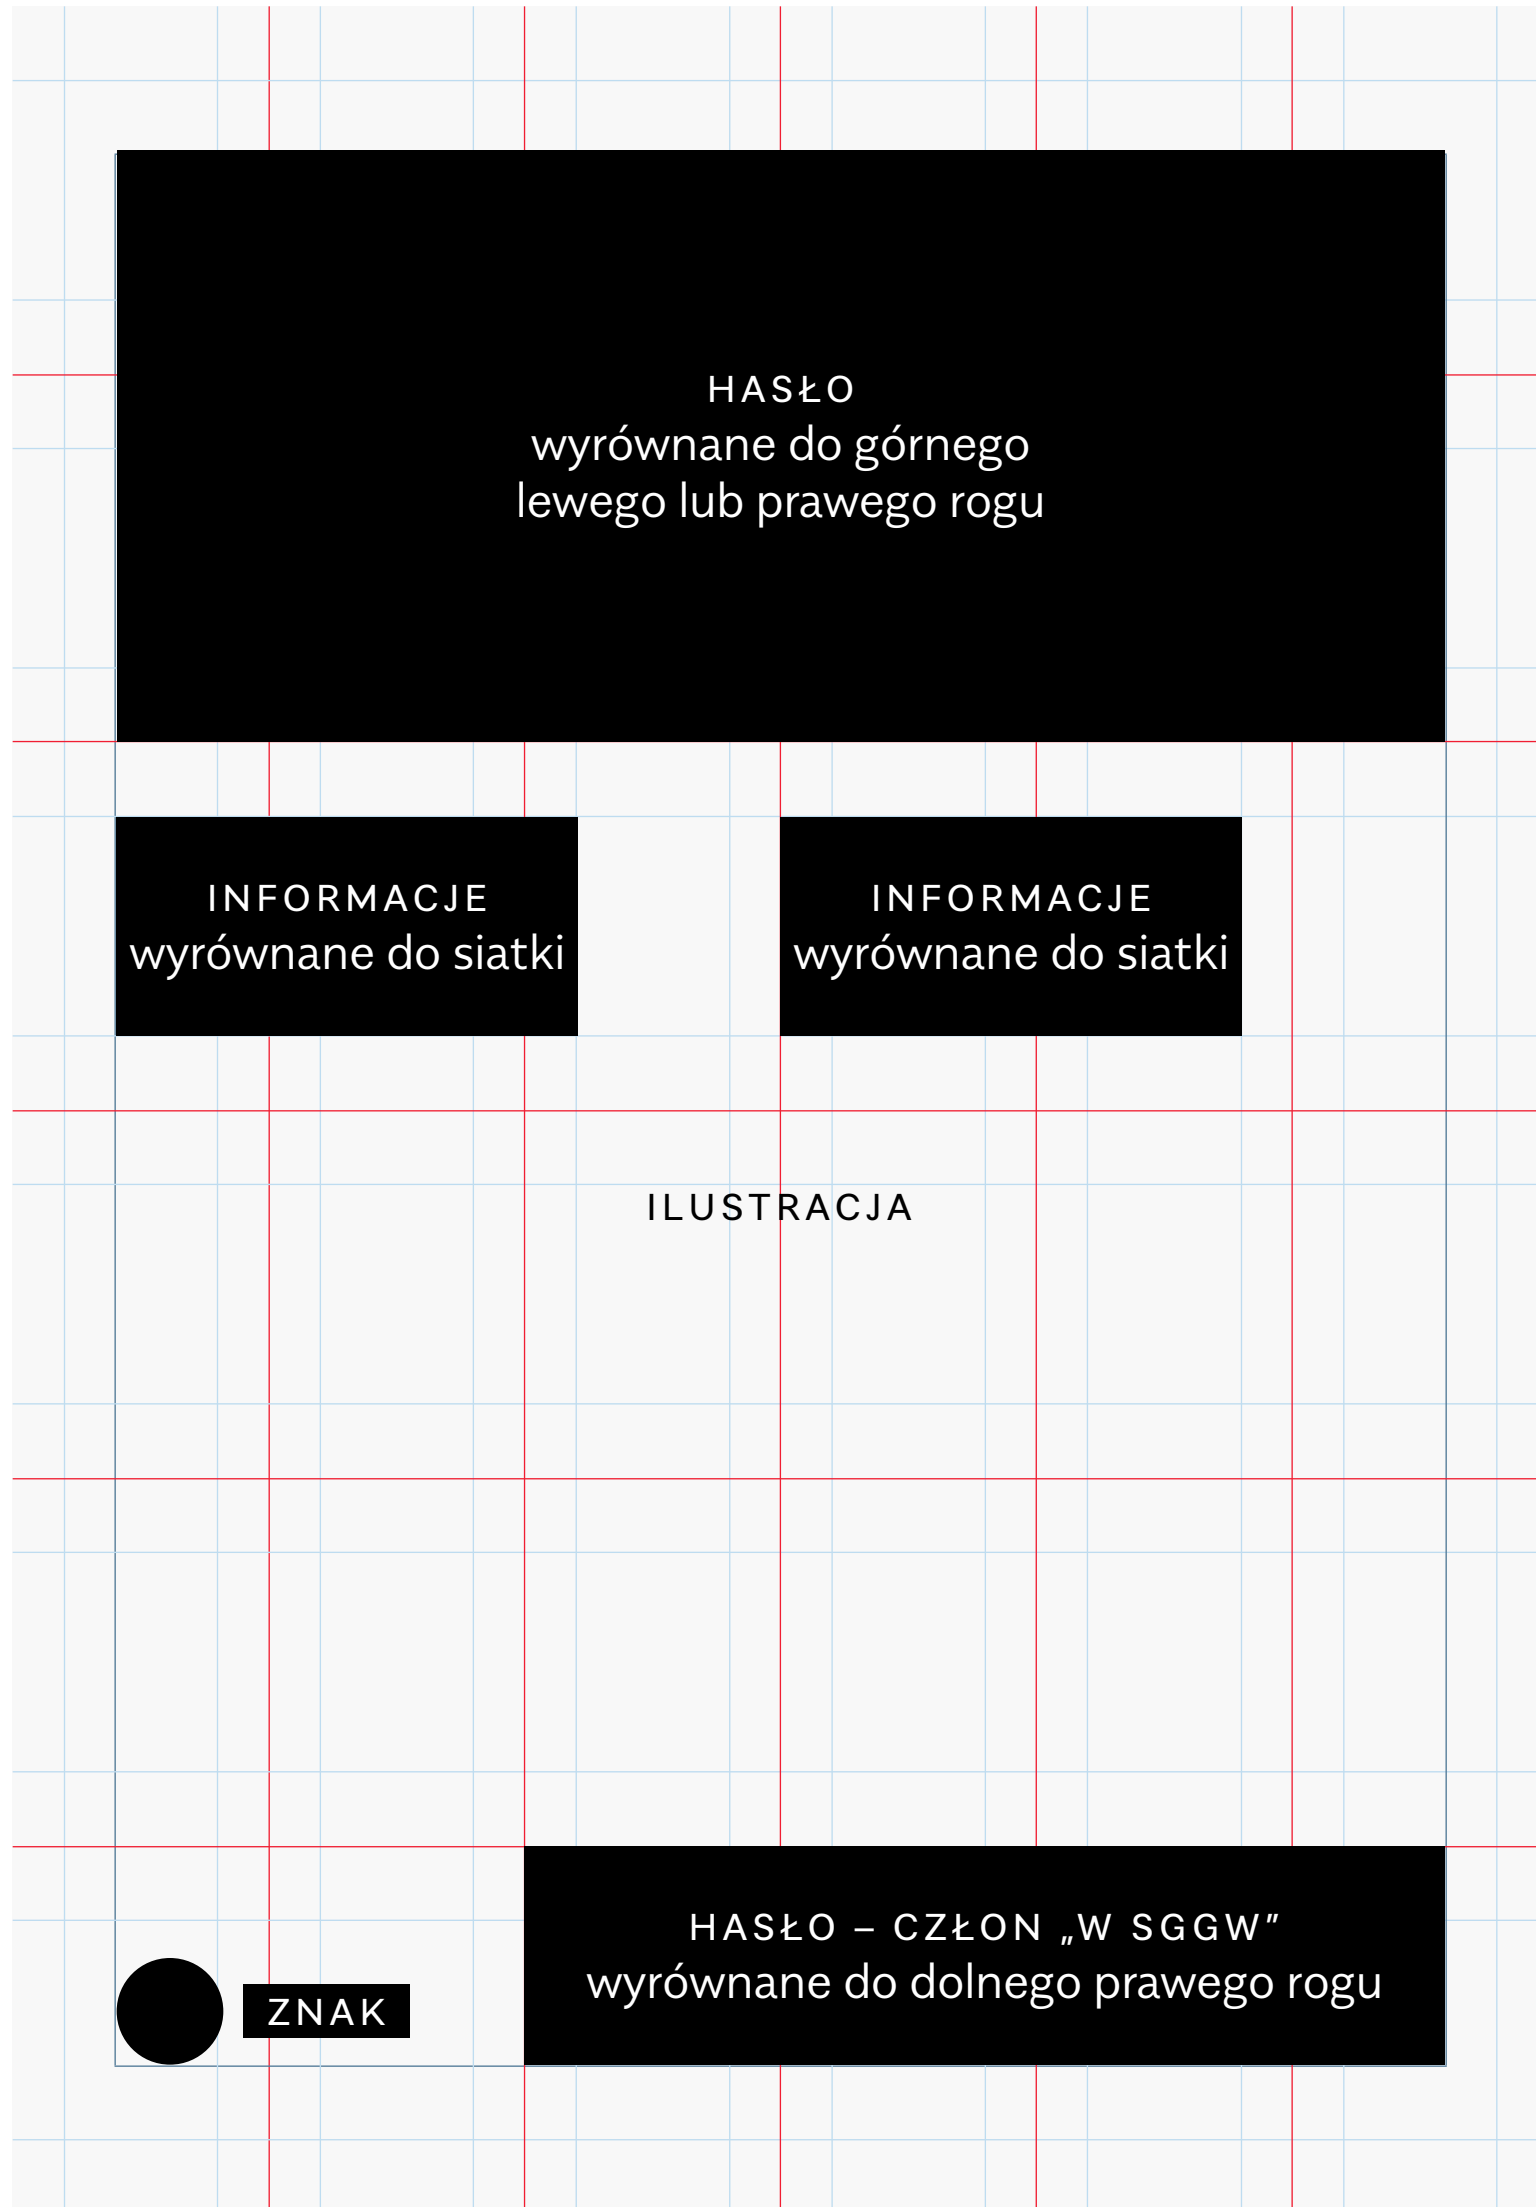 HASŁO
wyrównane do górnego
lewego lub prawego rogu
INFORMACJE
wyrównane do siatki
INFORMACJE
wyrównane do siatki
ILUSTRACJA
HASŁO – CZŁON „W SGGW”
wyrównane do dolnego prawego rogu
ZNAK